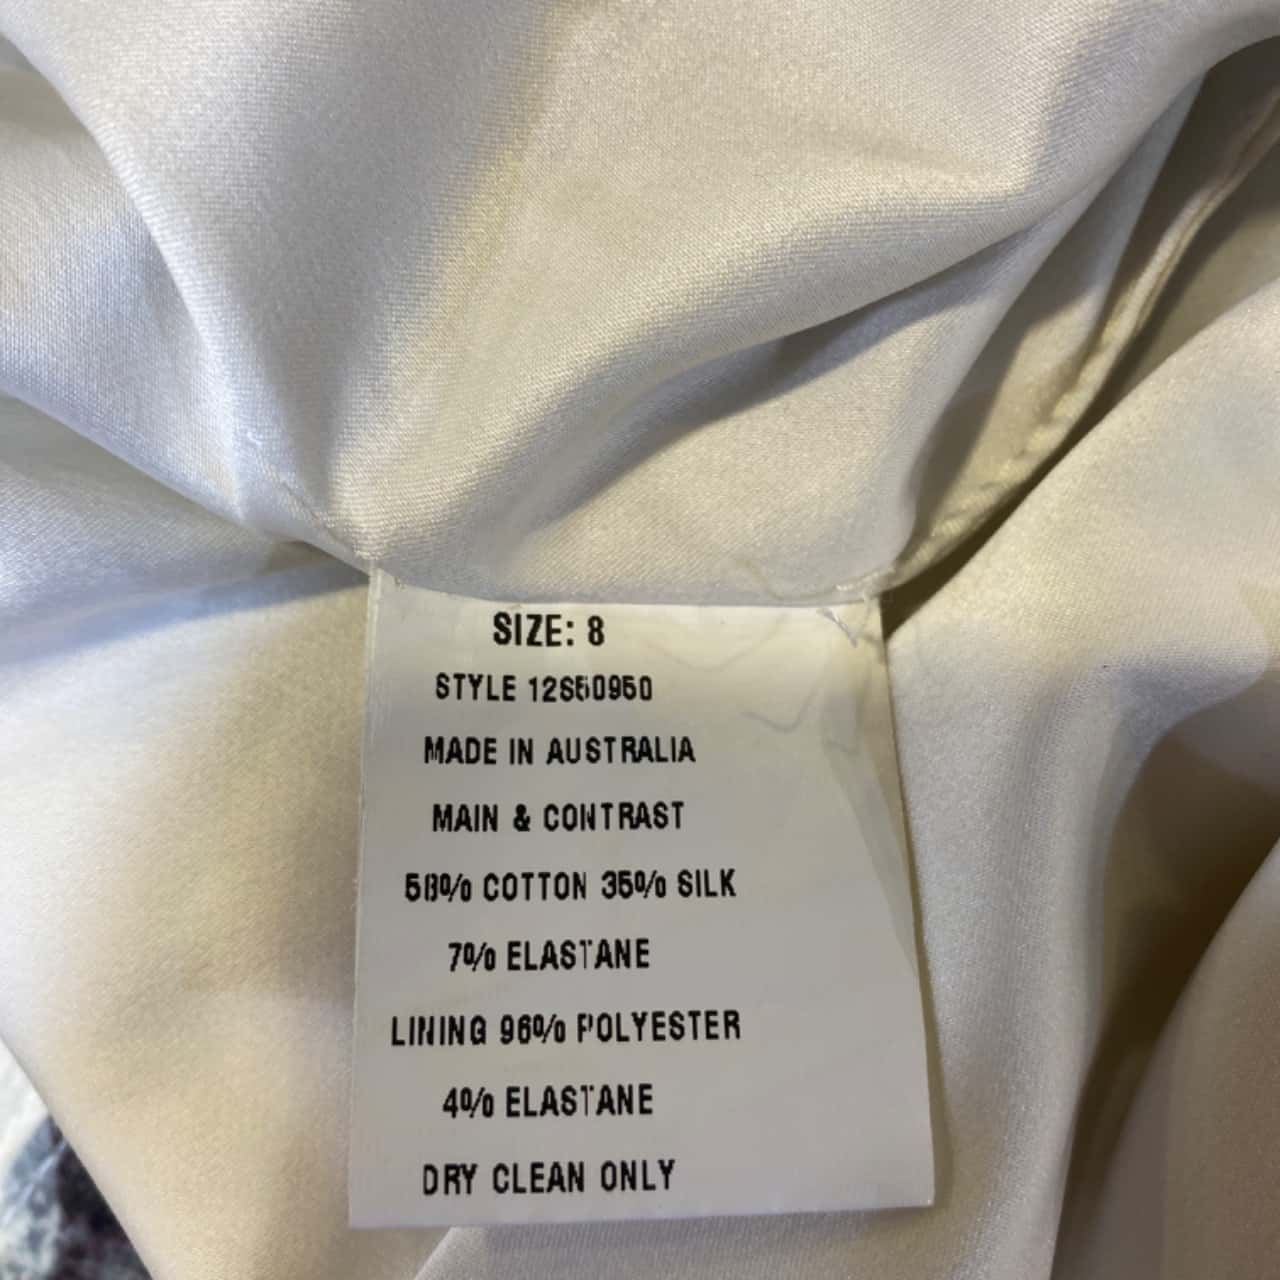 SIZE: 8
STYLE 12S50950
MADE IN AUSTRALIA
MAIN & CONTRAST
58% COTTON 35% SILK
7% ELASTANE
LINING 96% POLYESTER
4% ELASTANE
DRY CLEAN ONLY